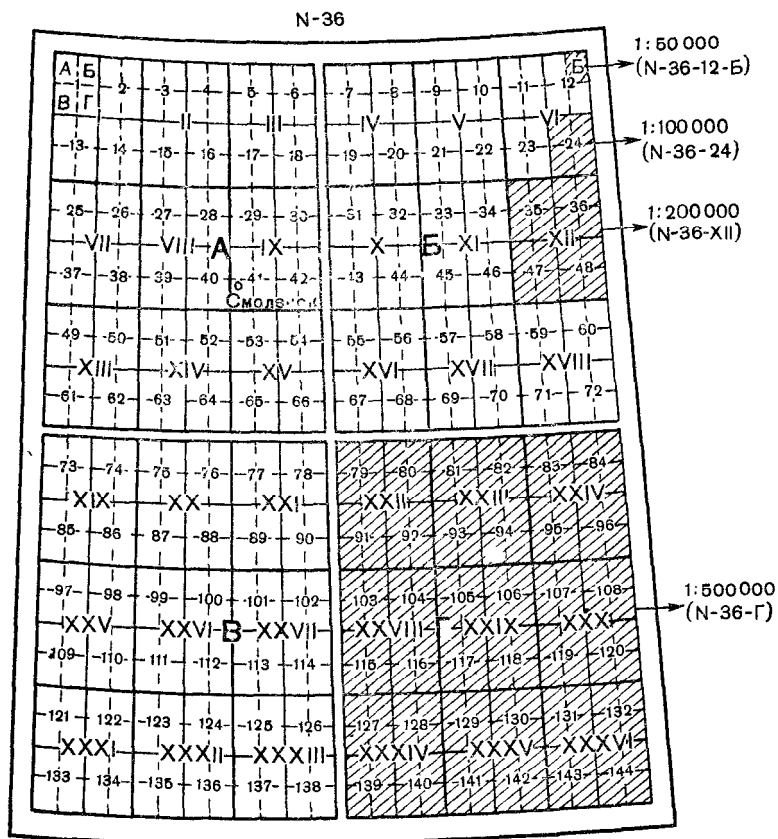 N-36
А Б 2 3 4 5 6 7 8 9 10 11 12 Б
1:50 000
(N-36-12-Б)
В Г II III IV V VI
13 14 15 16 17 18 19 20 21 22 23 24
1:100 000
(N-36-24)
25 26 27 28 29 30 31 32 33 34 35 36
1:200 000
(N-36-XII)
VII VIII А IX X Б XI XII
37 38 39 40 41 42 43 44 45 46 47 48
Смоленск
49 50 51 52 53 54 55 56 57 58 59 60
XIII XIV XV XVI XVII XVIII
61 62 63 64 65 66 67 68 69 70 71 72
73 74 75 76 77 78 79 80 81 82 83 84
XIX XX XXI XXII XXIII XXIV
85 86 87 88 89 90 91 92 93 94 95 96
97 98 99 100 101 102 103 104 105 106 107 108
1:500 000
(N-36-Г)
XXV XXVI В XXVII XXVIII Г XXIX XXX
109 110 111 112 113 114 115 116 117 118 119 120
121 122 123 124 125 126 127 128 129 130 131 132
XXXI XXXII XXXIII XXXIV XXXV XXXVI
133 134 135 136 137 138 139 140 141 142 143 144